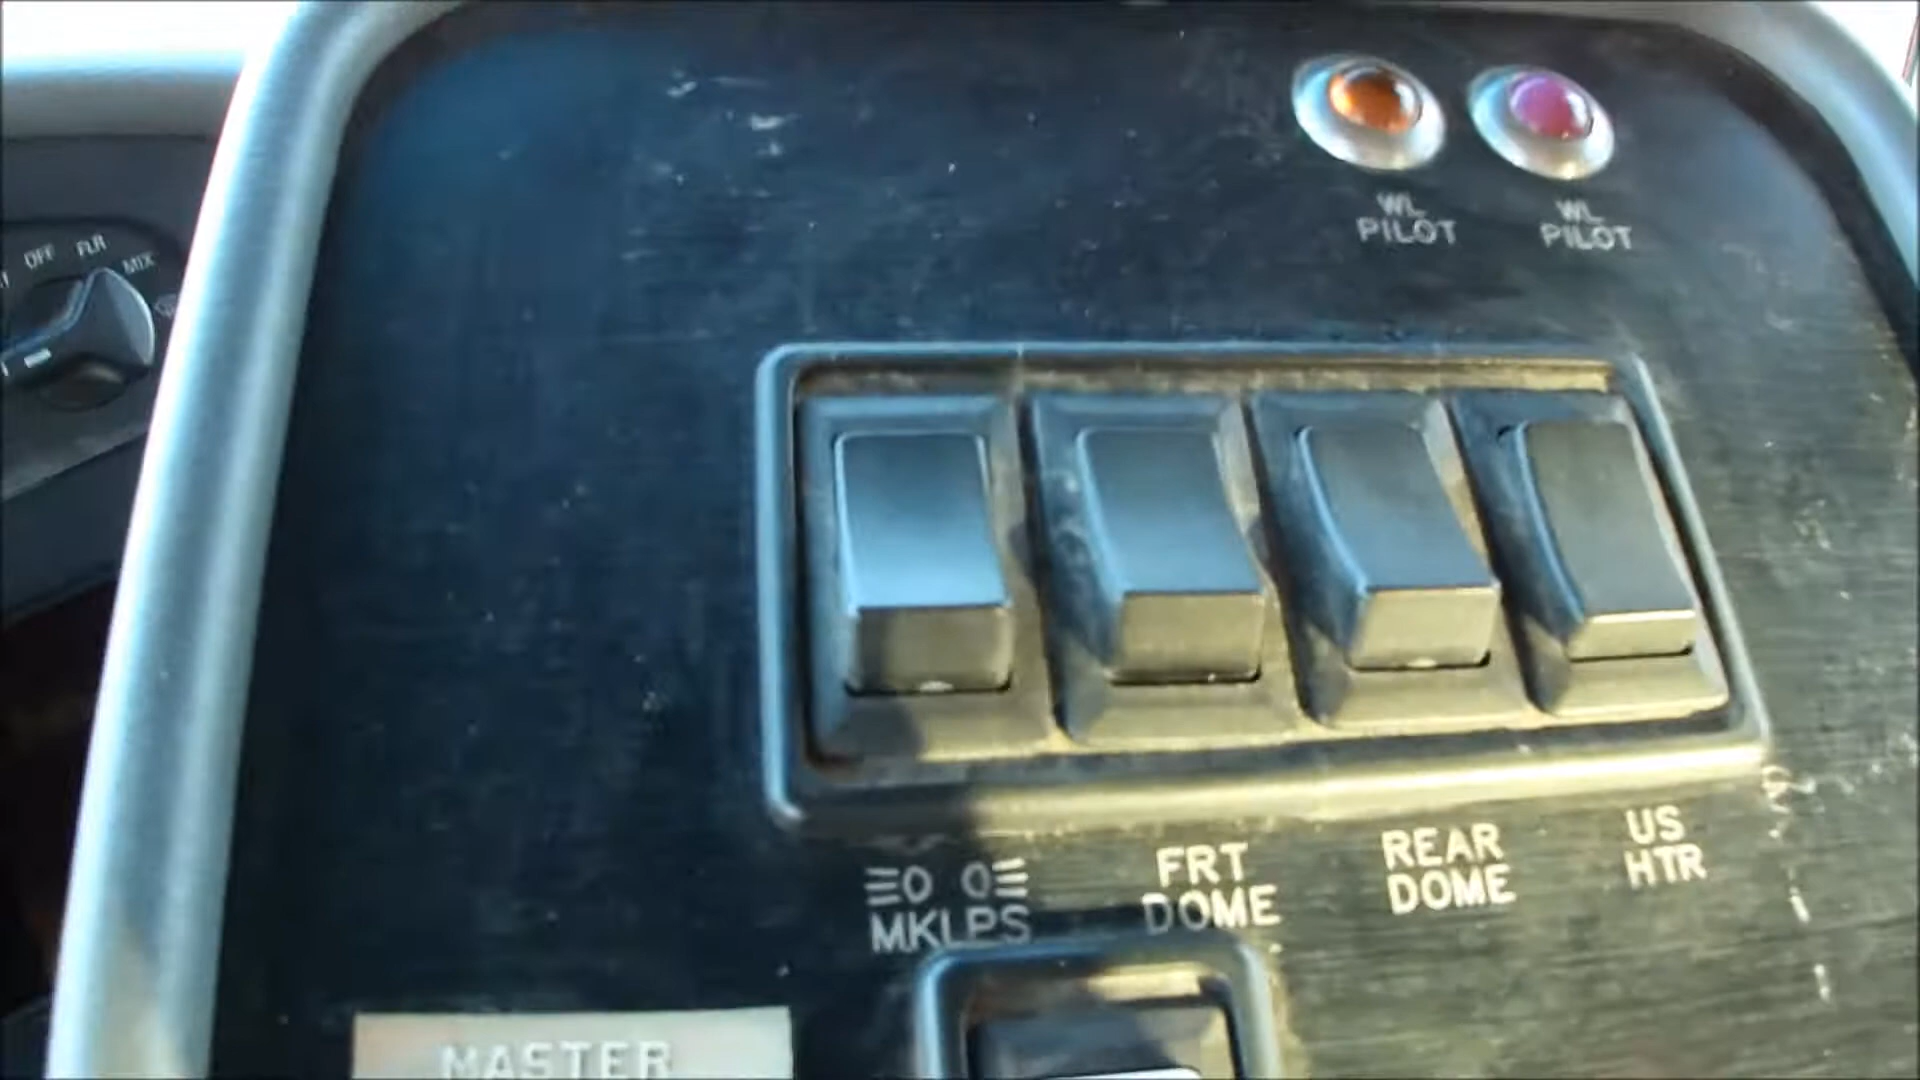 OFF FLR MIX
WL
PILOT
WL
PILOT
MKLPS
FRT
DOME
REAR
DOME
US
HTR
MASTER